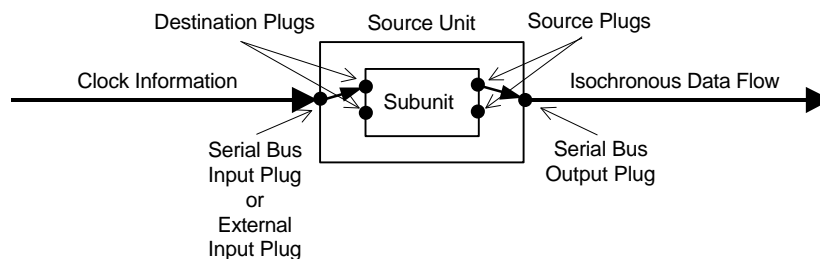 Destination Plugs
Source Unit
Source Plugs
Clock Information
Isochronous Data Flow
Subunit
Serial Bus
Input Plug
or
External
Input Plug
Serial Bus
Output Plug